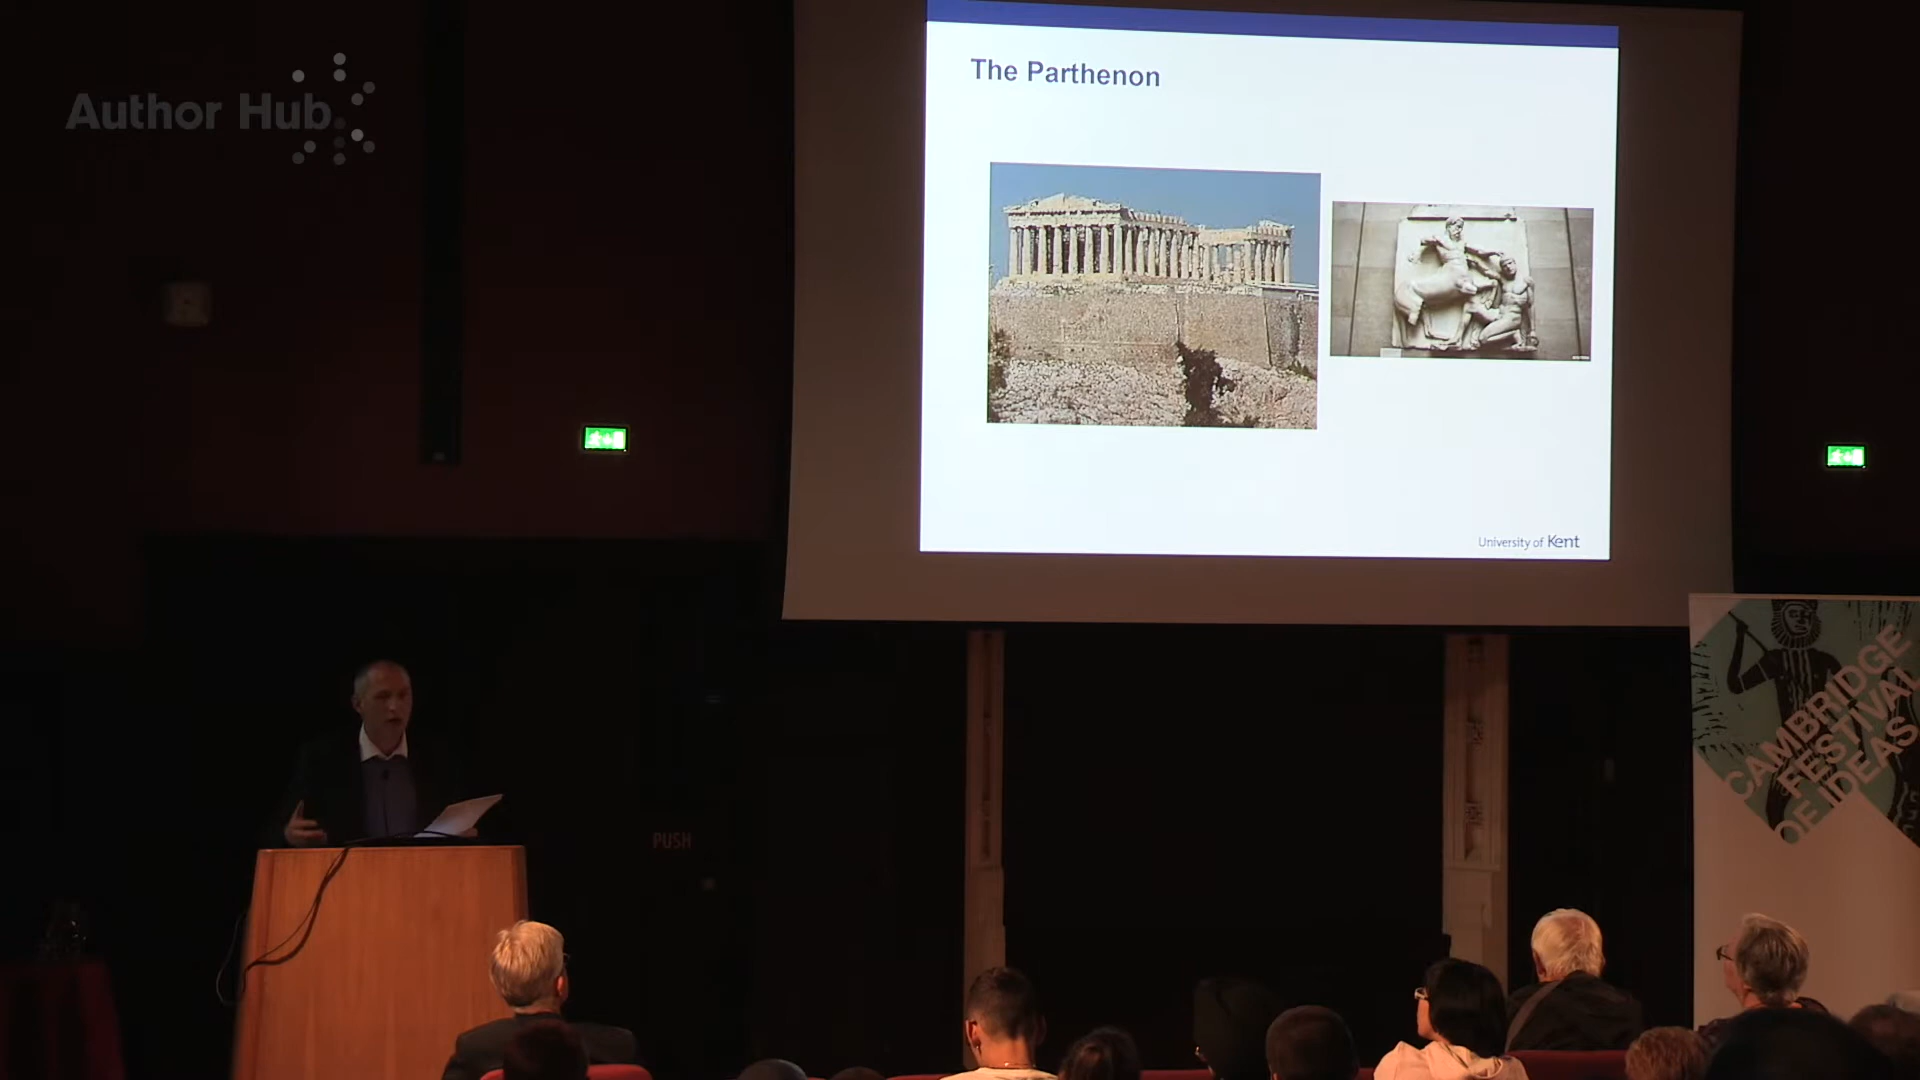 Author Hub
The Parthenon
University of Kent
PUSH
CAMBRIDGE
FESTIVAL
OF IDEAS